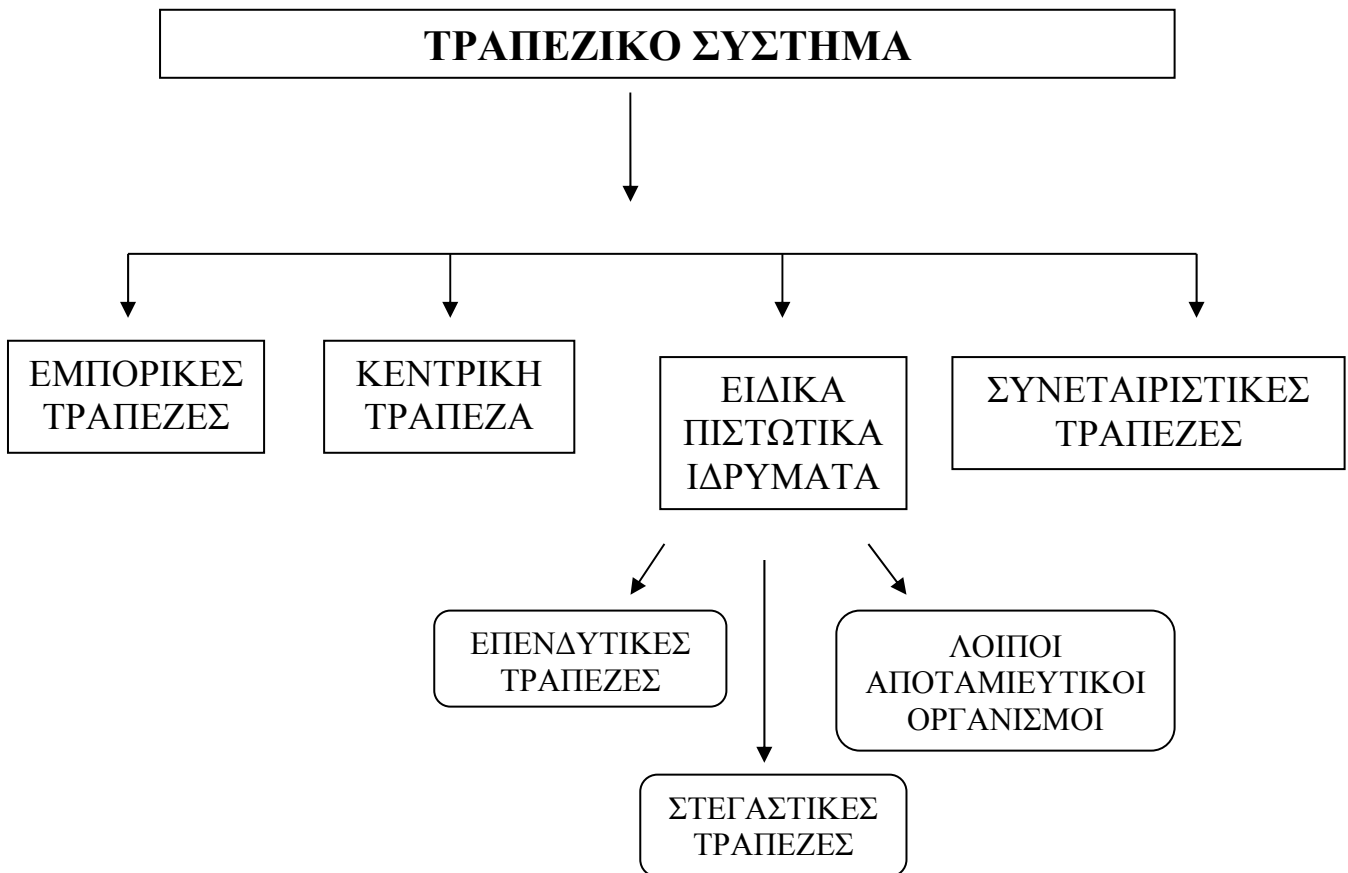 ΤΡΑΠΕΖΙΚΟ ΣΥΣΤΗΜΑ
ΕΜΠΟΡΙΚΕΣ
ΤΡΑΠΕΖΕΣ
ΚΕΝΤΡΙΚΗ
ΤΡΑΠΕΖΑ
ΕΙΔΙΚΑ
ΠΙΣΤΩΤΙΚΑ
ΙΔΡΥΜΑΤΑ
ΣΥΝΕΤΑΙΡΙΣΤΙΚΕΣ
ΤΡΑΠΕΖΕΣ
ΕΠΕΝΔΥΤΙΚΕΣ
ΤΡΑΠΕΖΕΣ
ΛΟΙΠΟΙ
ΑΠΟΤΑΜΙΕΥΤΙΚΟΙ
ΟΡΓΑΝΙΣΜΟΙ
ΣΤΕΓΑΣΤΙΚΕΣ
ΤΡΑΠΕΖΕΣ